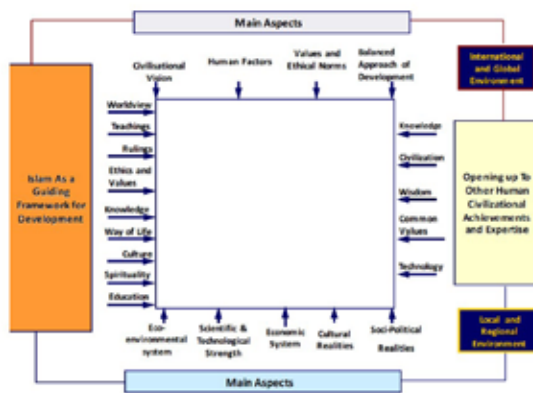 Main Aspects
Civilisational
Vision
Human Factors
Values and
Ethical Norms
Balanced
Approach of
Development
International
and Global
Environment
Islam As a
Guiding
Framework for
Development
Worldview
Teachings
Rulings
Ethics and
Values
Knowledge
Way of Life
Culture
Spirituality
Education
Knowledge
Civilization
Wisdom
Common
Values
Technology
Opening up To
Other Human
Civilizational
Achievements
and Expertise
Local and
Regional
Environment
Eco-
environmental
system
Scientific &
Technological
Strength
Economic
System
Cultural
Realities
Soci-Political
Realities
Main Aspects